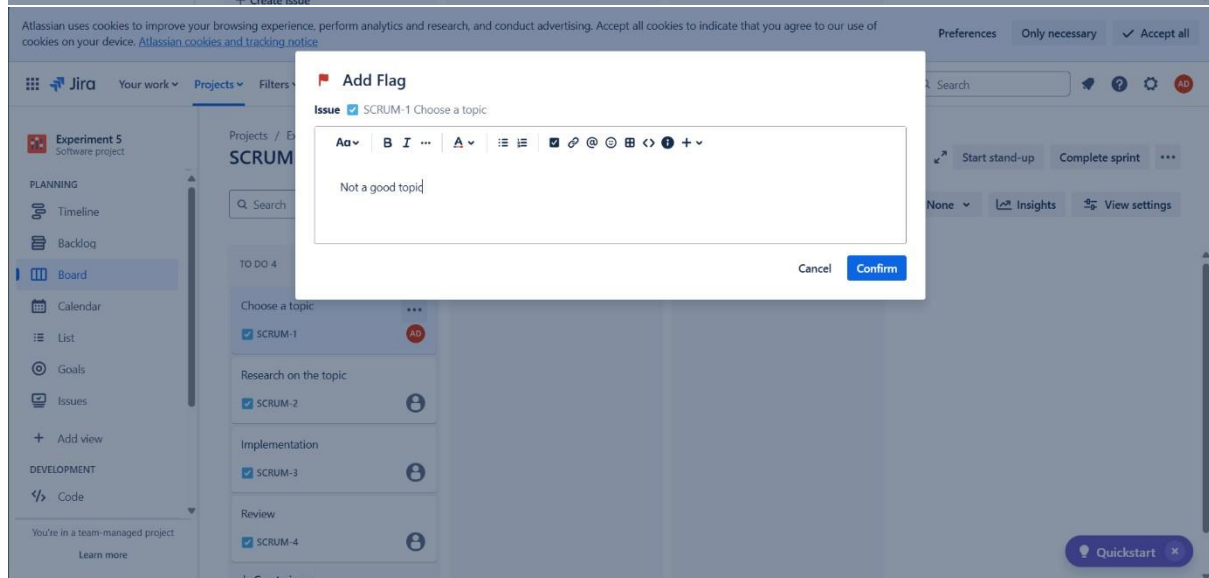 + Create issue
Atlassian uses cookies to improve your browsing experience, perform analytics and research, and conduct advertising. Accept all cookies to indicate that you agree to our use of
cookies on your device. Atlassian cookies and tracking notice
Preferences Only necessary Accept all
Jira Your work Projects Filters
Search
AD
Add Flag
Issue SCRUM-1 Choose a topic
Aa B I ... A @ <> +
Not a good topic
Cancel Confirm
Experiment 5
Software project
PLANNING
Timeline
Backlog
Board
Calendar
List
Goals
Issues
+ Add view
DEVELOPMENT
</> Code
You're in a team-managed project
Learn more
Projects /
SCRUM
Start stand-up Complete sprint ...
Search
None Insights View settings
TO DO 4
Choose a topic ...
SCRUM-1 AD
Research on the topic
SCRUM-2
Implementation
SCRUM-3
Review
SCRUM-4
Quickstart ×